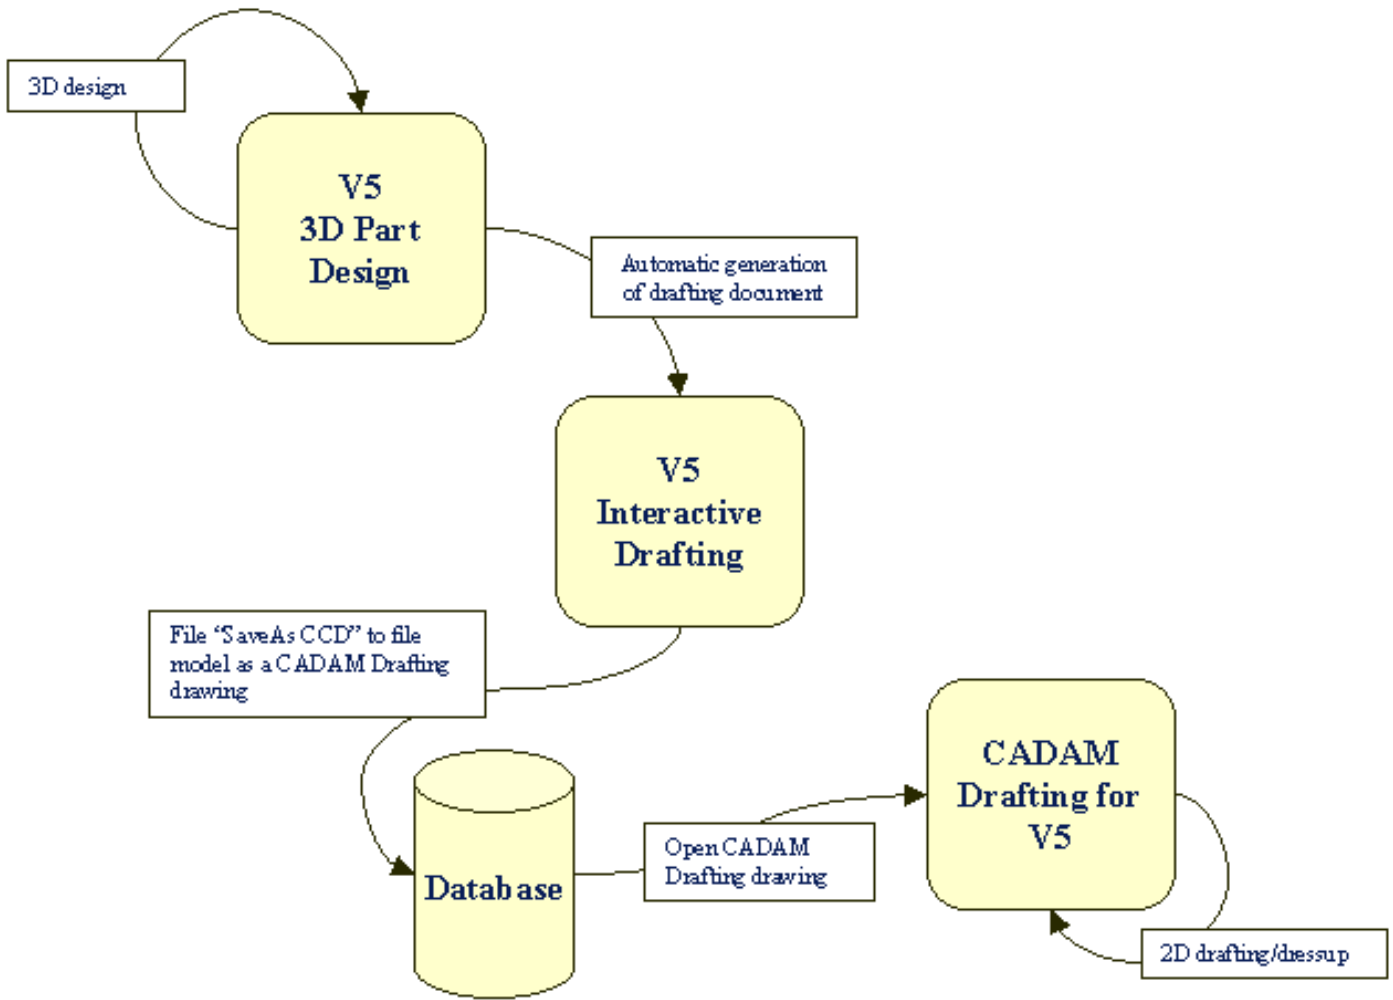 3D design
V5
3D Part
Design
Automatic generation
of drafting document
V5
Interactive
Drafting
File “SaveAs CCD” to file
model as a CADAM Drafting
drawing
Database
Open CADAM
Drafting drawing
CADAM
Drafting for
V5
2D drafting/dressup